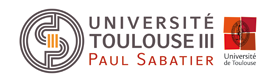 UNIVERSITÉ
TOULOUSE III
PAUL SABATIER
Université
de Toulouse